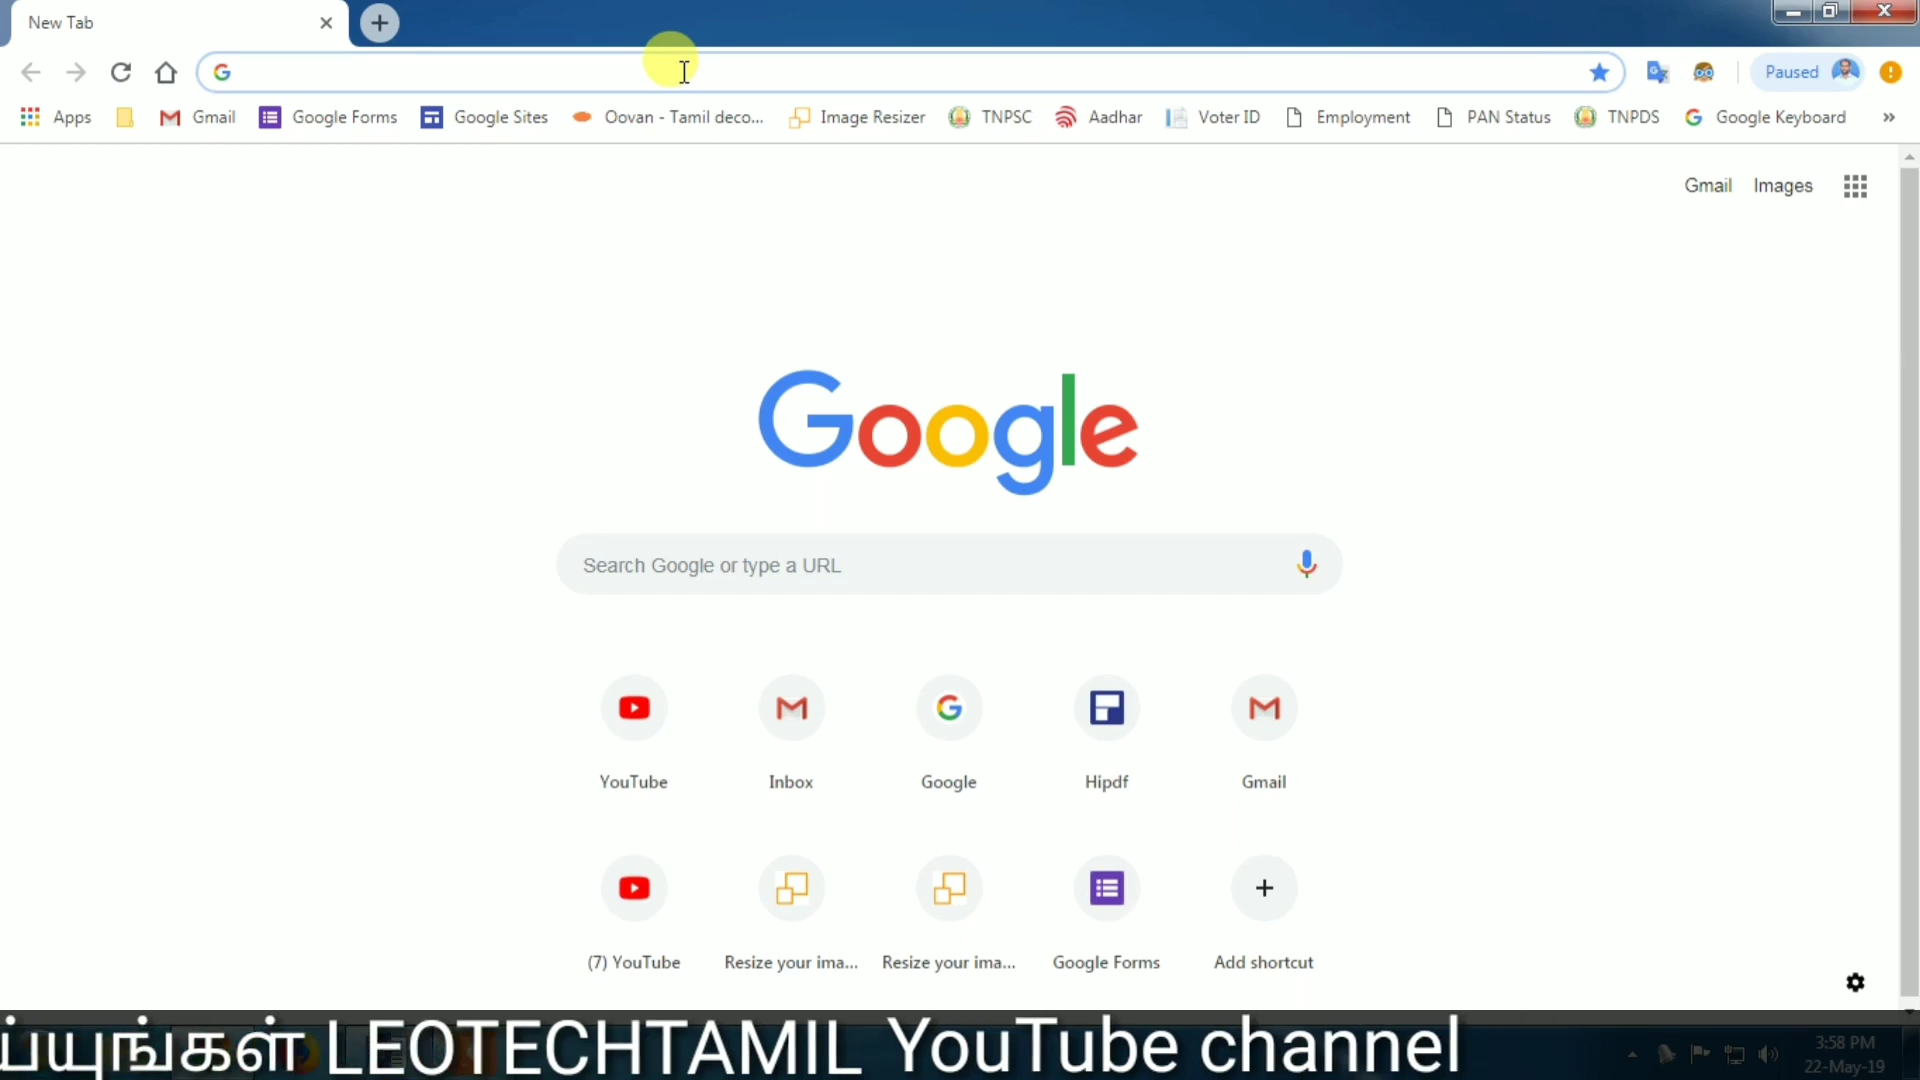 New Tab
Paused
Apps Gmail Google Forms Google Sites Oovan - Tamil deco... Image Resizer TNPSC Aadhar Voter ID Employment PAN Status TNPDS Google Keyboard »
Gmail Images
Google
Search Google or type a URL
YouTube Inbox Google Hipdf Gmail
(7) YouTube Resize your ima... Resize your ima... Google Forms Add shortcut
ய்யுங்கள் LEOTECHTAMIL YouTube channel
3:58 PM
22-May-19